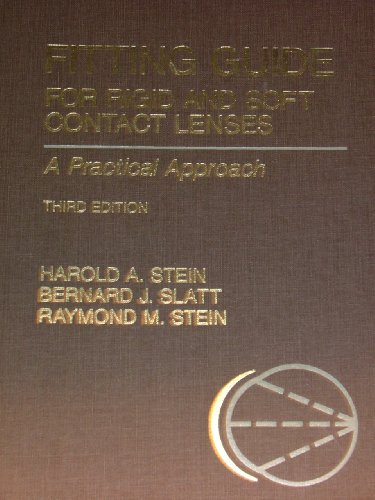 FITTING GUIDE
FOR RIGID AND SOFT
CONTACT LENSES
A Practical Approach
THIRD EDITION
HAROLD A. STEIN
BERNARD J. SLATT
RAYMOND M. STEIN